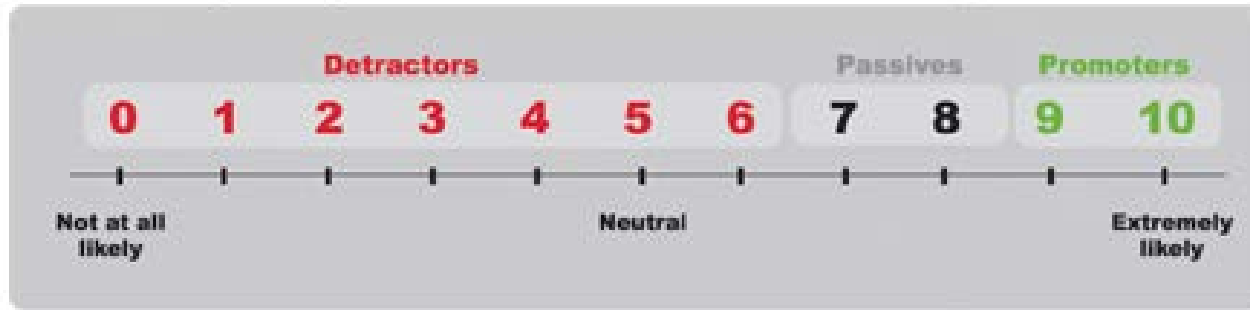 Detractors Passives Promoters
0 1 2 3 4 5 6 7 8 9 10
Not at all Neutral Extremely
likely likely